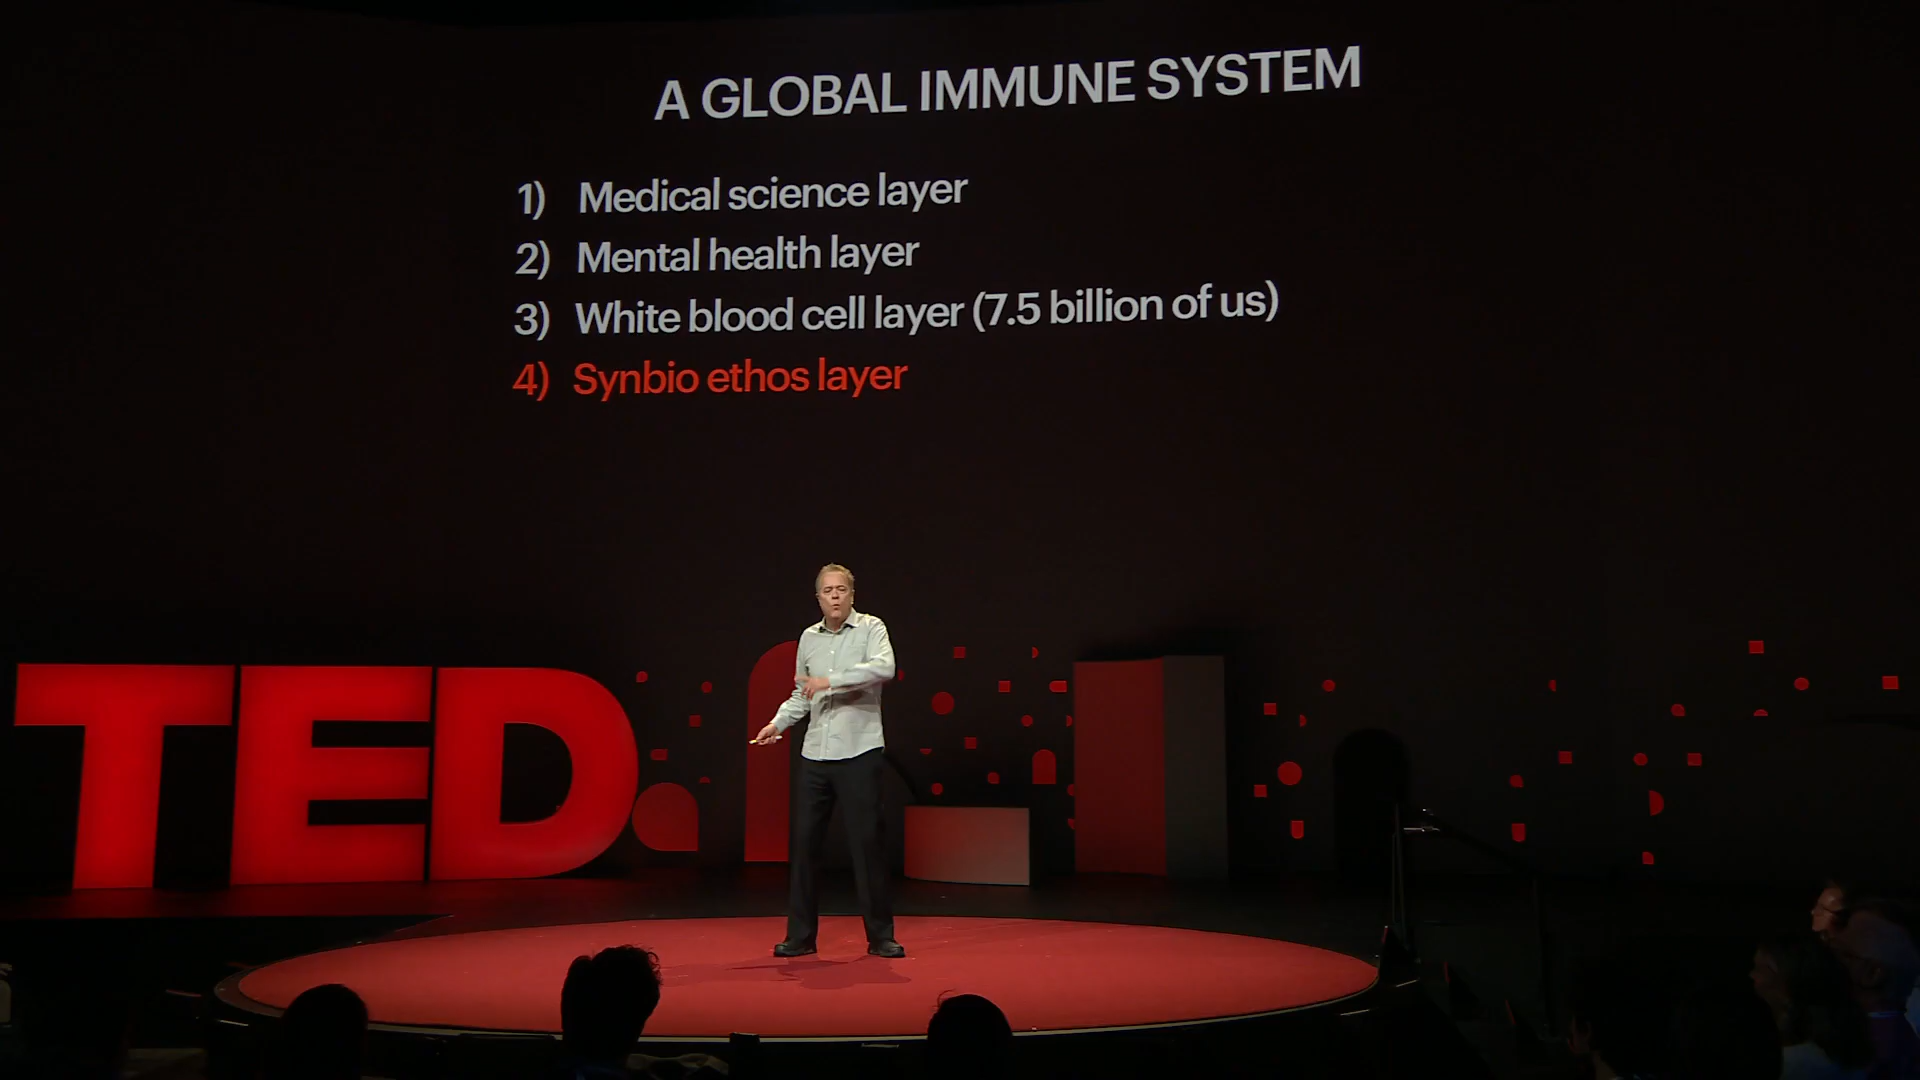 A GLOBAL IMMUNE SYSTEM
1) Medical science layer
2) Mental health layer
3) White blood cell layer (7.5 billion of us)
4) Synbio ethos layer
TED